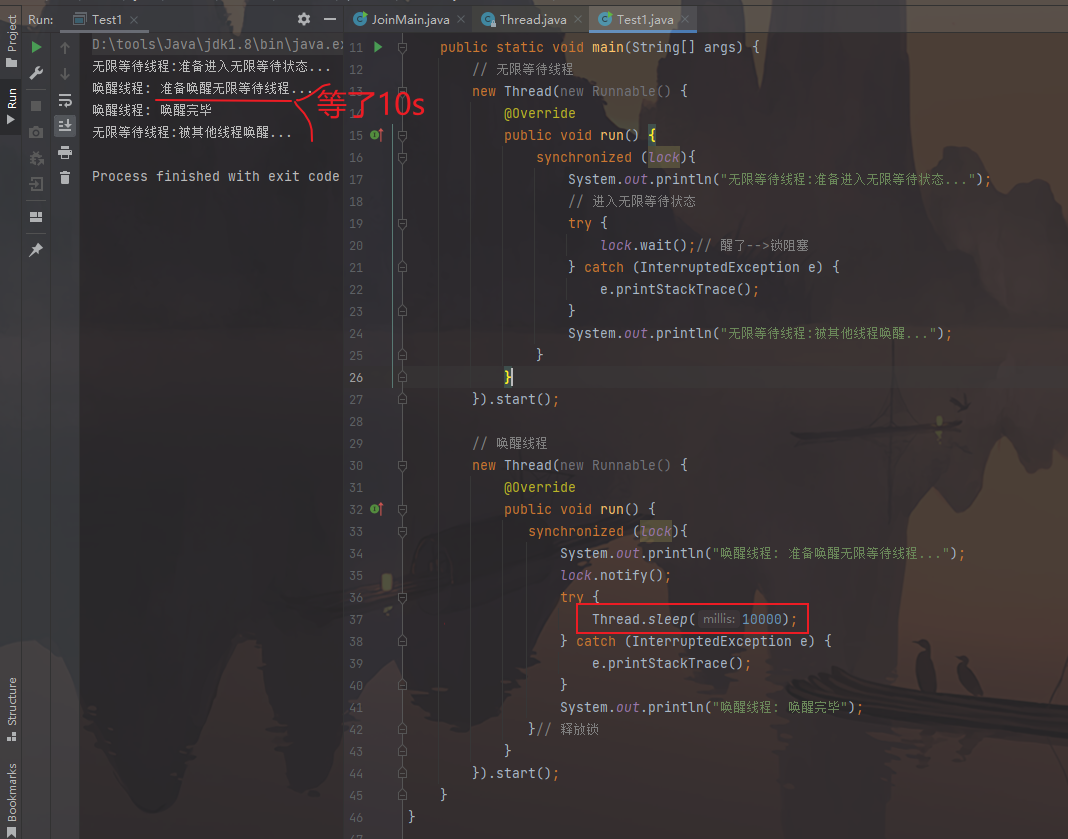 Run: Test1
JoinMain.java Thread.java Test1.java
Project
Run
Structure
Bookmarks
D:\tools\Java\jdk1.8\bin\java.ex
无限等待线程:准备进入无限等待状态...
唤醒线程: 准备唤醒无限等待线程...
唤醒线程: 唤醒完毕
无限等待线程:被其他线程唤醒...
Process finished with exit code
等了10s
11 public static void main(String[] args) {
12 // 无限等待线程
13 new Thread(new Runnable() {
14 @Override
15 public void run() {
16 synchronized (lock){
17 System.out.println("无限等待线程:准备进入无限等待状态...");
18 // 进入无限等待状态
19 try {
20 lock.wait();// 醒了-->锁阻塞
21 } catch (InterruptedException e) {
22 e.printStackTrace();
23 }
24 System.out.println("无限等待线程:被其他线程唤醒...");
25 }
26 }
27 }).start();
28
29 // 唤醒线程
30 new Thread(new Runnable() {
31 @Override
32 public void run() {
33 synchronized (lock){
34 System.out.println("唤醒线程: 准备唤醒无限等待线程...");
35 lock.notify();
36 try {
37 Thread.sleep( millis: 10000);
38 } catch (InterruptedException e) {
39 e.printStackTrace();
40 }
41 System.out.println("唤醒线程: 唤醒完毕");
42 }// 释放锁
43 }
44 }).start();
45 }
46 }